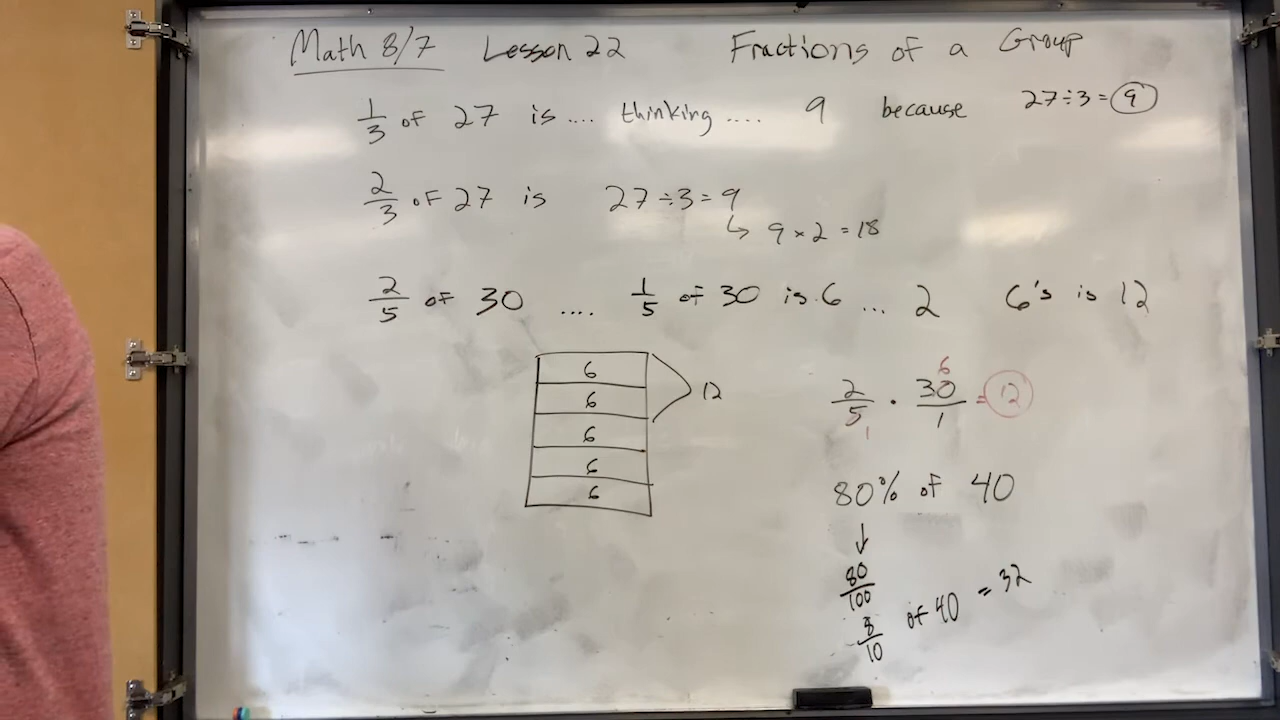 Math 8/7 Lesson 22 Fractions of a Group
1/3 of 27 is .... thinking .... 9 because 27÷3=9
2/3 of 27 is 27÷3=9
↳ 9 × 2 = 18
2/5 of 30 .... 1/5 of 30 is 6 ... 2 6's is 12
6
6
6
6
6
12
6
2/5 · 30/1 = 12
1
80% of 40
↓
80/100
8/10 of 40 = 32